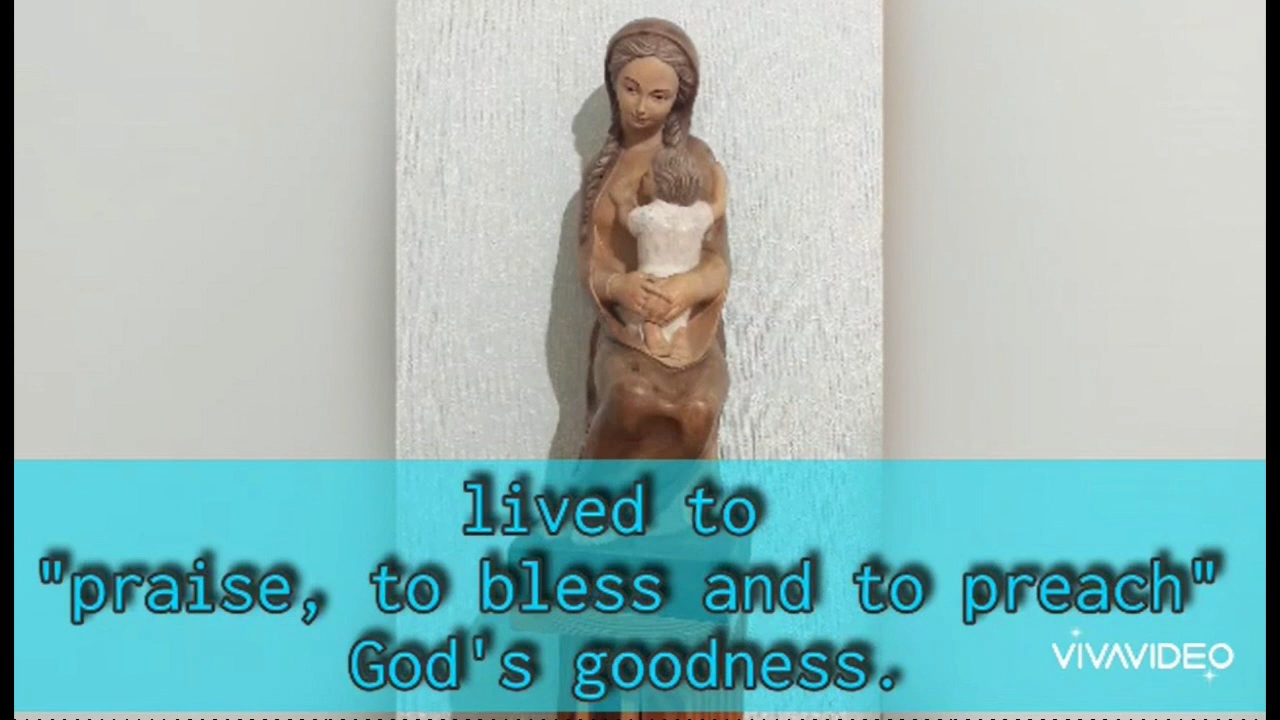 lived to
"praise, to bless and to preach"
God's goodness.
VIVAVIDEO